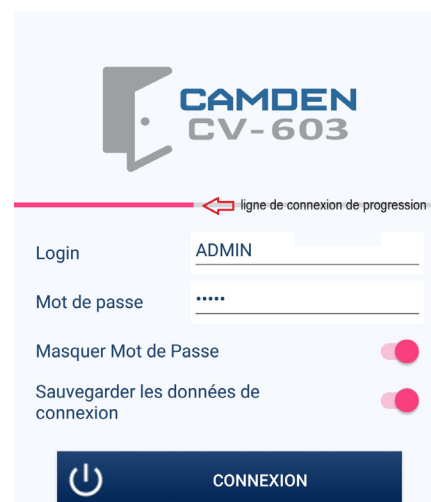 CAMDEN
CV-603
ligne de connexion de progression
Login ADMIN
Mot de passe •••••
Masquer Mot de Passe
Sauvegarder les données de
connexion
CONNEXION